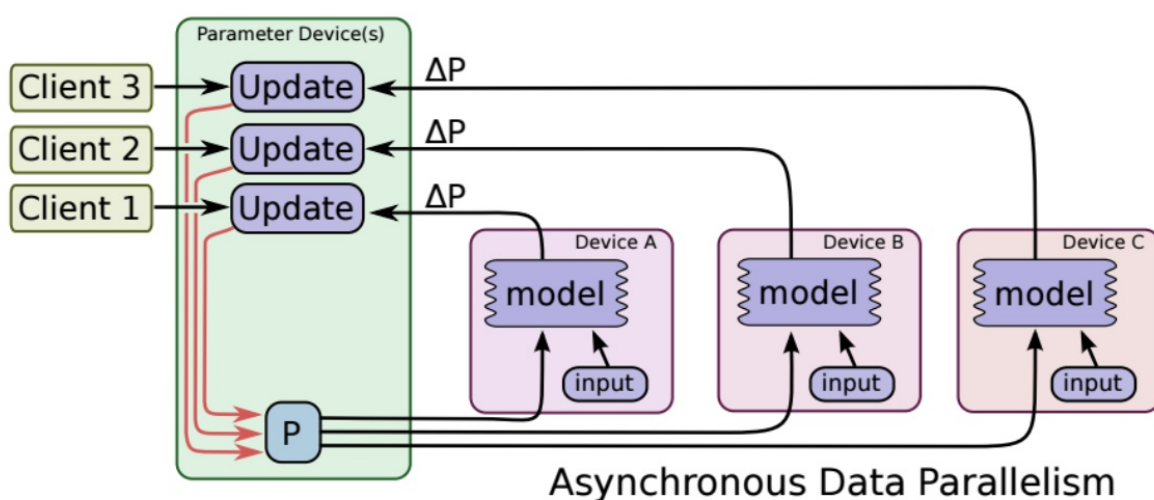 Parameter Device(s)
Client 3
Update
ΔP
Client 2
Update
ΔP
Client 1
Update
ΔP
Device A
Device B
Device C
model
model
model
input
input
input
P
Asynchronous Data Parallelism